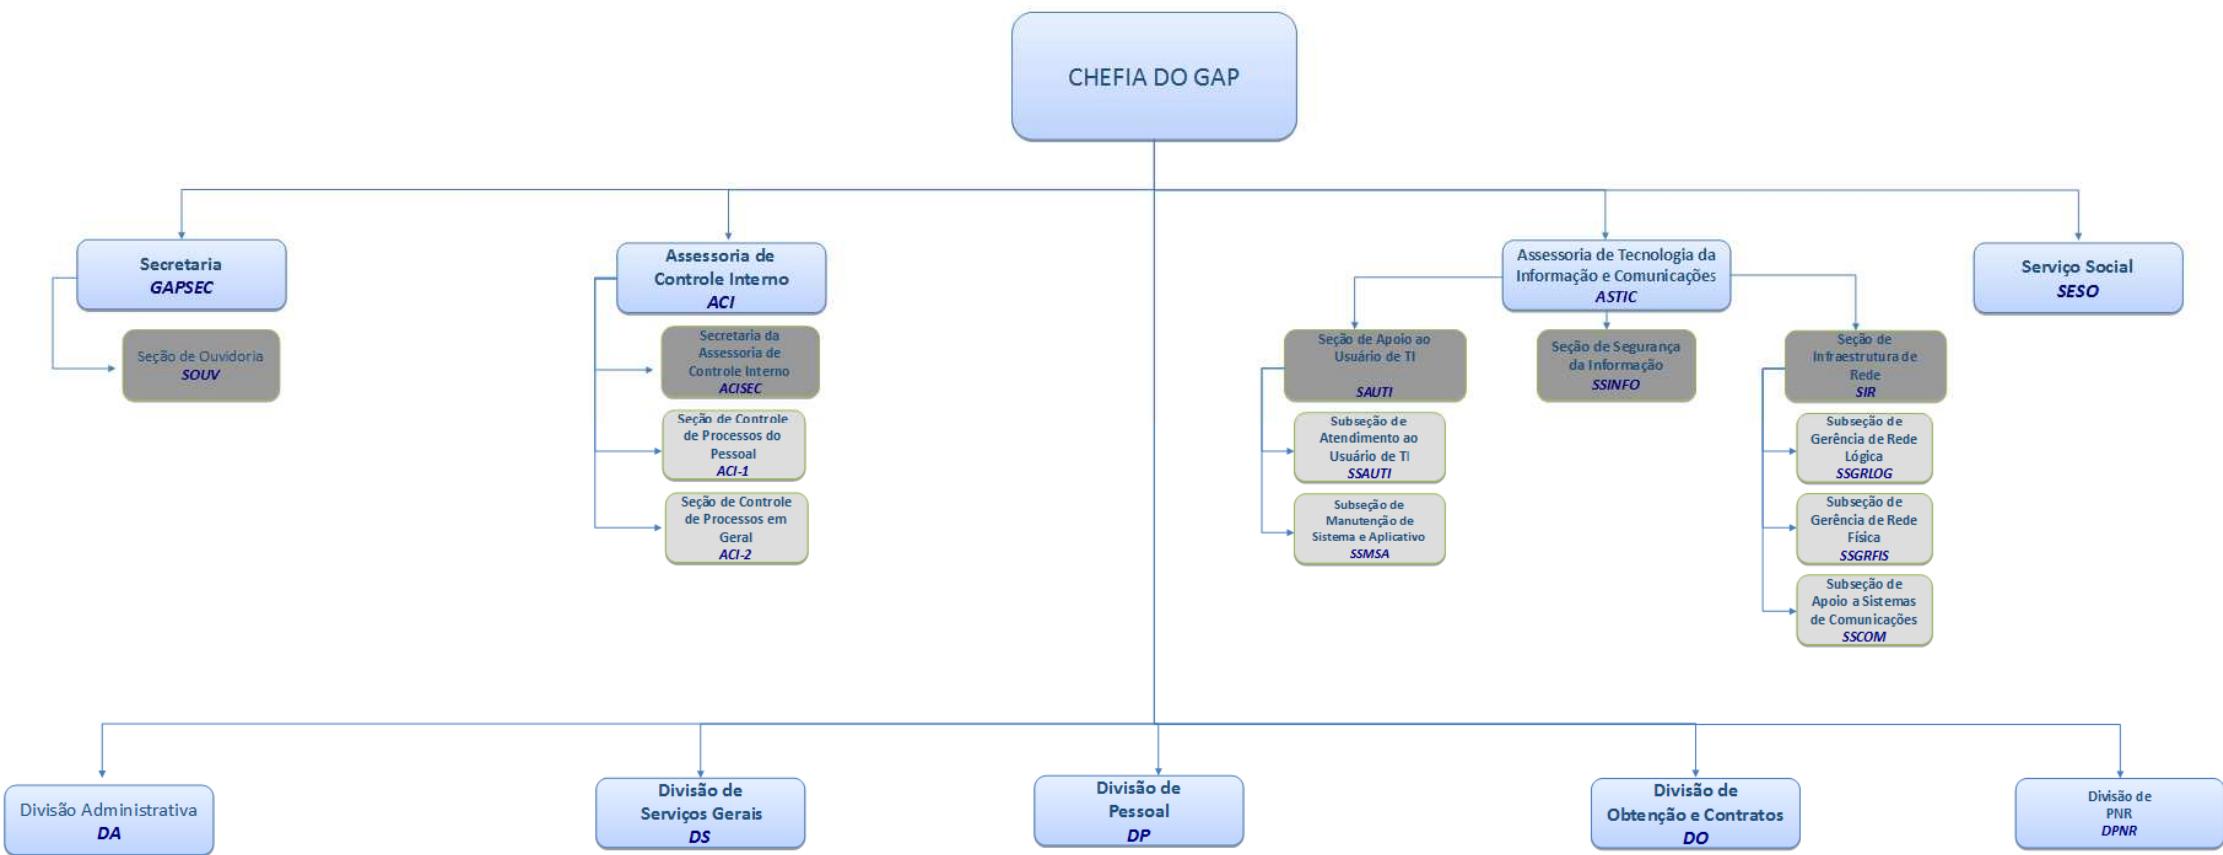 CHEFIA DO GAP
Secretaria
GAPSEC
Seção de Ouvidoria
SOUV
Assessoria de
Controle Interno
ACI
Secretaria da
Assessoria de
Controle Interno
ACISEC
Seção de Controle
de Processos do
Pessoal
ACI-1
Seção de Controle
de Processos em
Geral
ACI-2
Assessoria de Tecnologia da
Informação e Comunicações
ASTIC
Seção de Apoio ao
Usuário de TI
SAUTI
Subseção de
Atendimento ao
Usuário de TI
SSAUTI
Subseção de
Manutenção de
Sistema e Aplicativo
SSMSA
Seção de Segurança
da Informação
SSINFO
Seção de
Infraestrutura de
Rede
SIR
Subseção de
Gerência de Rede
Lógica
SSGRLOG
Subseção de
Gerência de Rede
Física
SSGRFIS
Subseção de
Apoio a Sistemas
de Comunicações
SSCOM
Serviço Social
SESO
Divisão Administrativa
DA
Divisão de
Serviços Gerais
DS
Divisão de
Pessoal
DP
Divisão de
Obtenção e Contratos
DO
Divisão de
PNR
DPNR